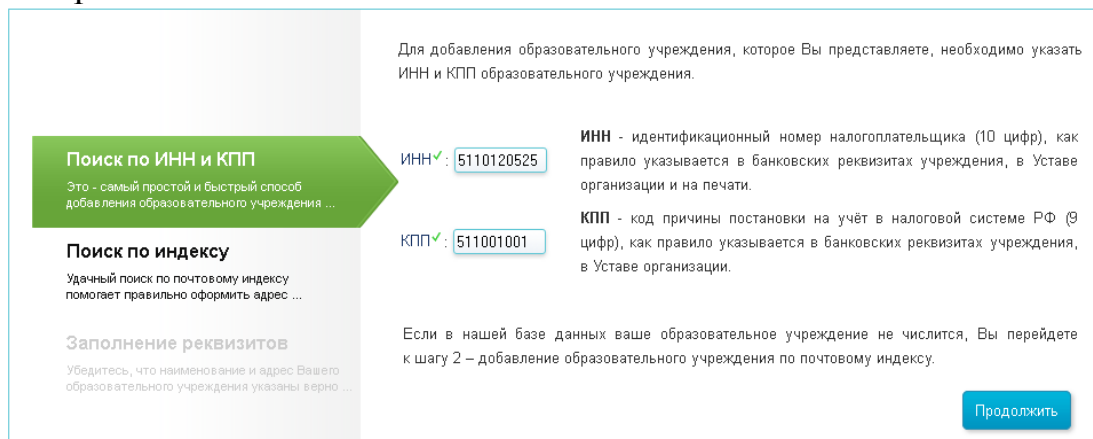 Для добавления образовательного учреждения, которое Вы представляете, необходимо указать
ИНН и КПП образовательного учреждения.
Поиск по ИНН и КПП
Это - самый простой и быстрый способ
добавления образовательного учреждения ...
Поиск по индексу
Удачный поиск по почтовому индексу
помогает правильно оформить адрес ...
Заполнение реквизитов
Убедитесь, что наименование и адрес Вашего
образовательного учреждения указаны верно ...
ИНН✓: 5110120525
ИНН - идентификационный номер налогоплательщика (10 цифр), как
правило указывается в банковских реквизитах учреждения, в Уставе
организации и на печати.
КПП✓: 511001001
КПП - код причины постановки на учёт в налоговой системе РФ (9
цифр), как правило указывается в банковских реквизитах учреждения,
в Уставе организации.
Если в нашей базе данных ваше образовательное учреждение не числится, Вы перейдете
к шагу 2 – добавление образовательного учреждения по почтовому индексу.
Продолжить